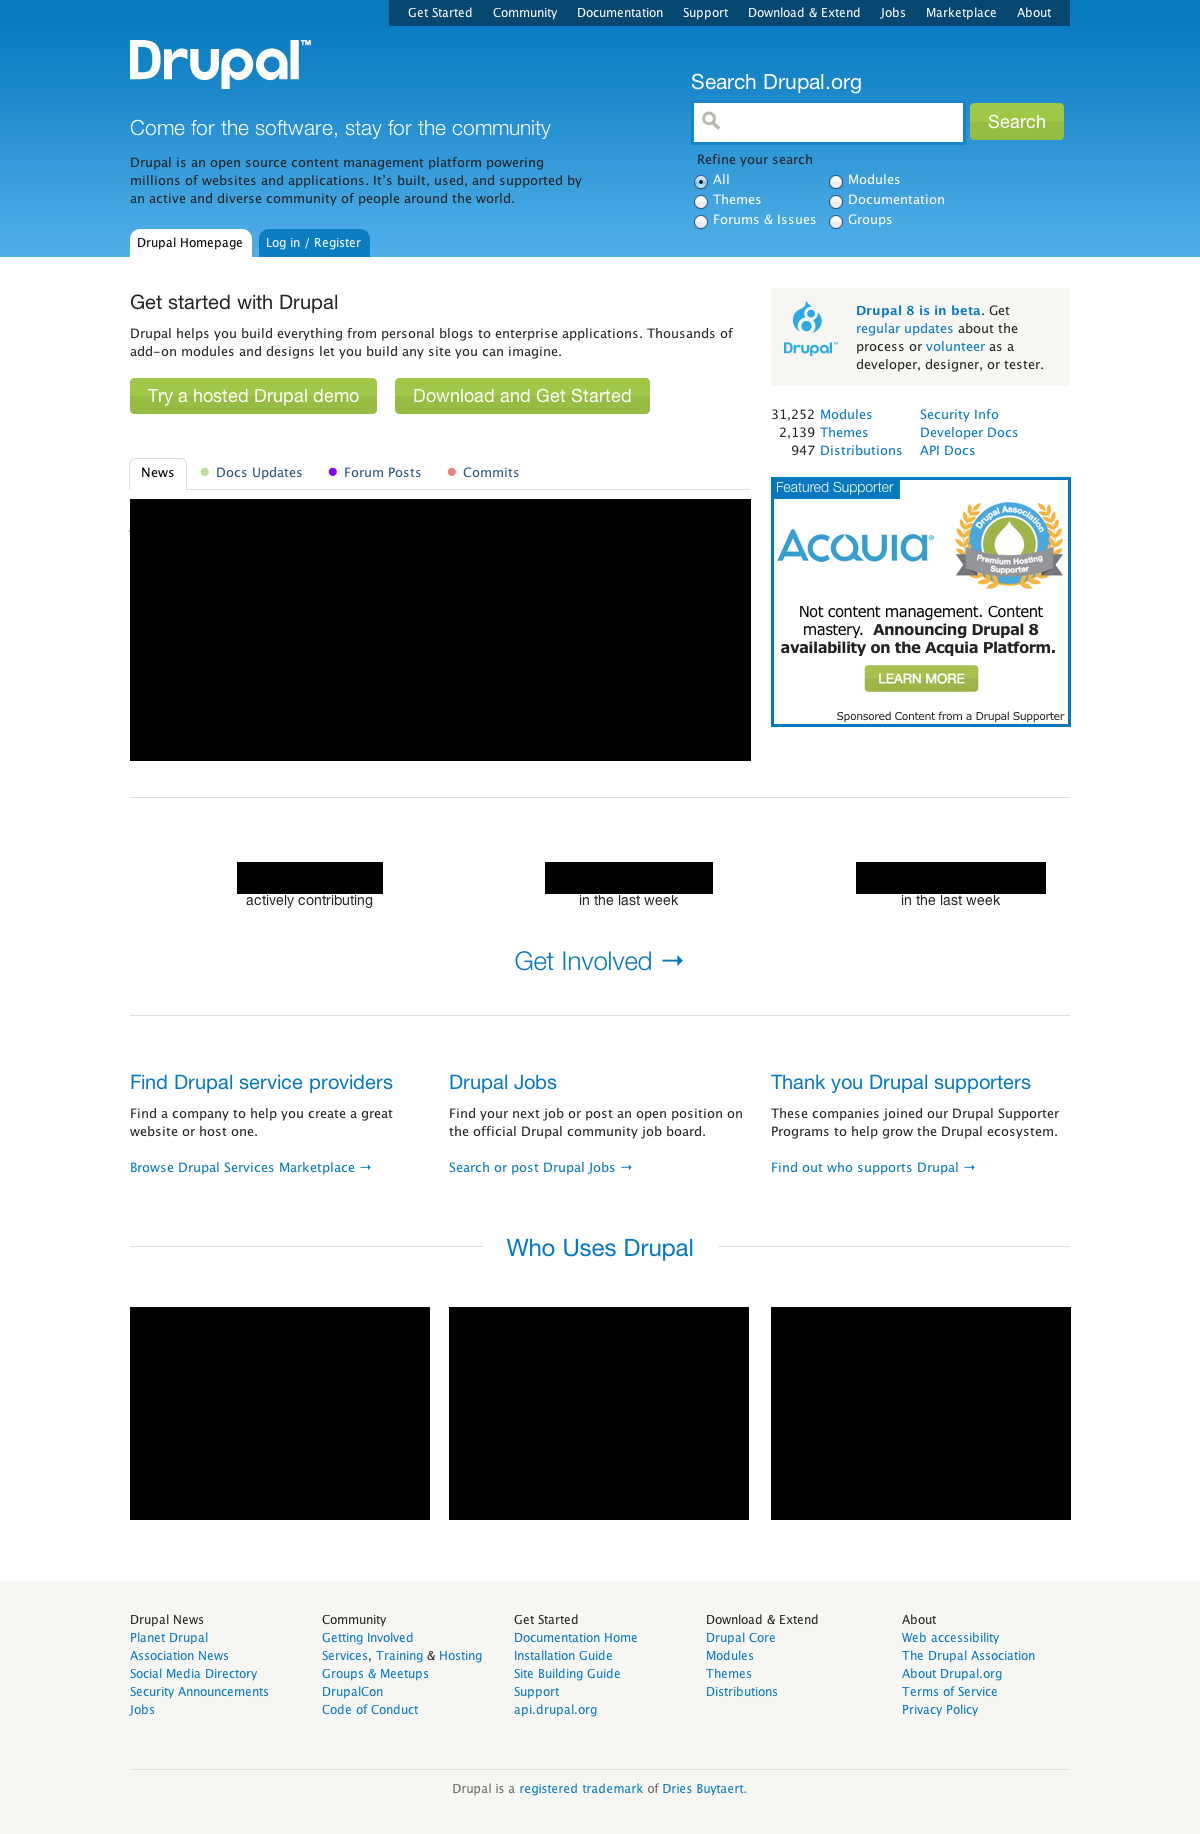 Get Started Community Documentation Support Download & Extend Jobs Marketplace About
Drupal™
Come for the software, stay for the community
Drupal is an open source content management platform powering
millions of websites and applications. It’s built, used, and supported by
an active and diverse community of people around the world.
Search Drupal.org
Search
Refine your search
All Modules
Themes Documentation
Forums & Issues Groups
Drupal Homepage Log in / Register
Get started with Drupal
Drupal helps you build everything from personal blogs to enterprise applications. Thousands of
add-on modules and designs let you build any site you can imagine.
Try a hosted Drupal demo Download and Get Started
Drupal™
Drupal 8 is in beta. Get
regular updates about the
process or volunteer as a
developer, designer, or tester.
31,252 Modules Security Info
2,139 Themes Developer Docs
947 Distributions API Docs
News Docs Updates Forum Posts Commits
Featured Supporter
Acquia®
Drupal Association
Premium Hosting
Supporter
Not content management. Content
mastery. Announcing Drupal 8
availability on the Acquia Platform.
LEARN MORE
Sponsored Content from a Drupal Supporter
actively contributing in the last week in the last week
Get Involved →
Find Drupal service providers
Find a company to help you create a great
website or host one.
Browse Drupal Services Marketplace →
Drupal Jobs
Find your next job or post an open position on
the official Drupal community job board.
Search or post Drupal Jobs →
Thank you Drupal supporters
These companies joined our Drupal Supporter
Programs to help grow the Drupal ecosystem.
Find out who supports Drupal →
Who Uses Drupal
Drupal News
Planet Drupal
Association News
Social Media Directory
Security Announcements
Jobs
Community
Getting Involved
Services, Training & Hosting
Groups & Meetups
DrupalCon
Code of Conduct
Get Started
Documentation Home
Installation Guide
Site Building Guide
Support
api.drupal.org
Download & Extend
Drupal Core
Modules
Themes
Distributions
About
Web accessibility
The Drupal Association
About Drupal.org
Terms of Service
Privacy Policy
Drupal is a registered trademark of Dries Buytaert.